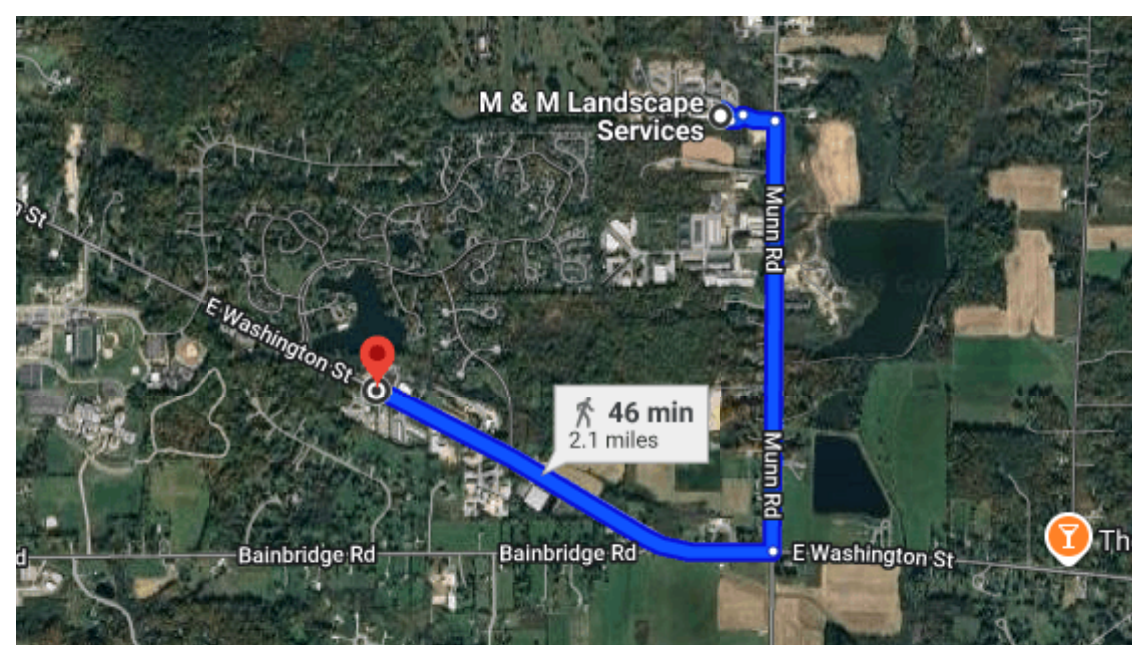 M & M Landscape
Services
n St
Munn Rd
E Washington St
46 min
2.1 miles
Munn Rd
Bainbridge Rd
Bainbridge Rd
E Washington St
Th
d